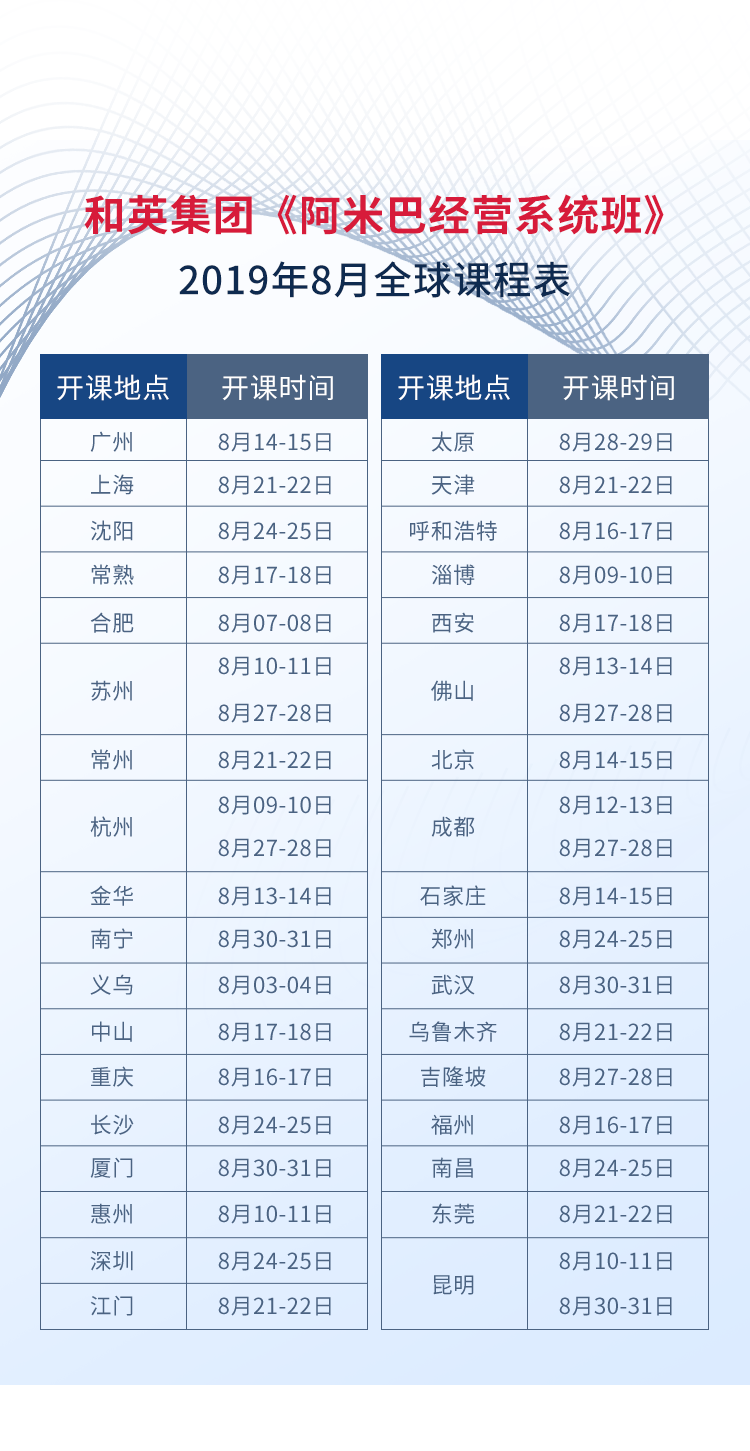 和英集团《阿米巴经营系统班》
2019年8月全球课程表
开课地点 开课时间
广州 8月14-15日
上海 8月21-22日
沈阳 8月24-25日
常熟 8月17-18日
合肥 8月07-08日
苏州 8月10-11日
8月27-28日
常州 8月21-22日
杭州 8月09-10日
8月27-28日
金华 8月13-14日
南宁 8月30-31日
义乌 8月03-04日
中山 8月17-18日
重庆 8月16-17日
长沙 8月24-25日
厦门 8月30-31日
惠州 8月10-11日
深圳 8月24-25日
江门 8月21-22日
开课地点 开课时间
太原 8月28-29日
天津 8月21-22日
呼和浩特 8月16-17日
淄博 8月09-10日
西安 8月17-18日
佛山 8月13-14日
8月27-28日
北京 8月14-15日
成都 8月12-13日
8月27-28日
石家庄 8月14-15日
郑州 8月24-25日
武汉 8月30-31日
乌鲁木齐 8月21-22日
吉隆坡 8月27-28日
福州 8月16-17日
南昌 8月24-25日
东莞 8月21-22日
昆明 8月10-11日
8月30-31日